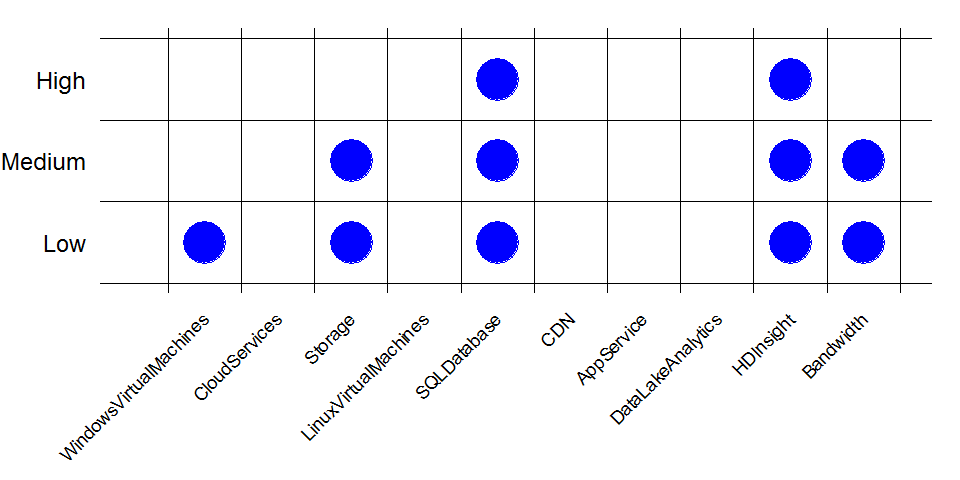 High
Medium
Low
WindowsVirtualMachines
CloudServices
Storage
LinuxVirtualMachines
SQLDatabase
CDN
AppService
DataLakeAnalytics
HDInsight
Bandwidth